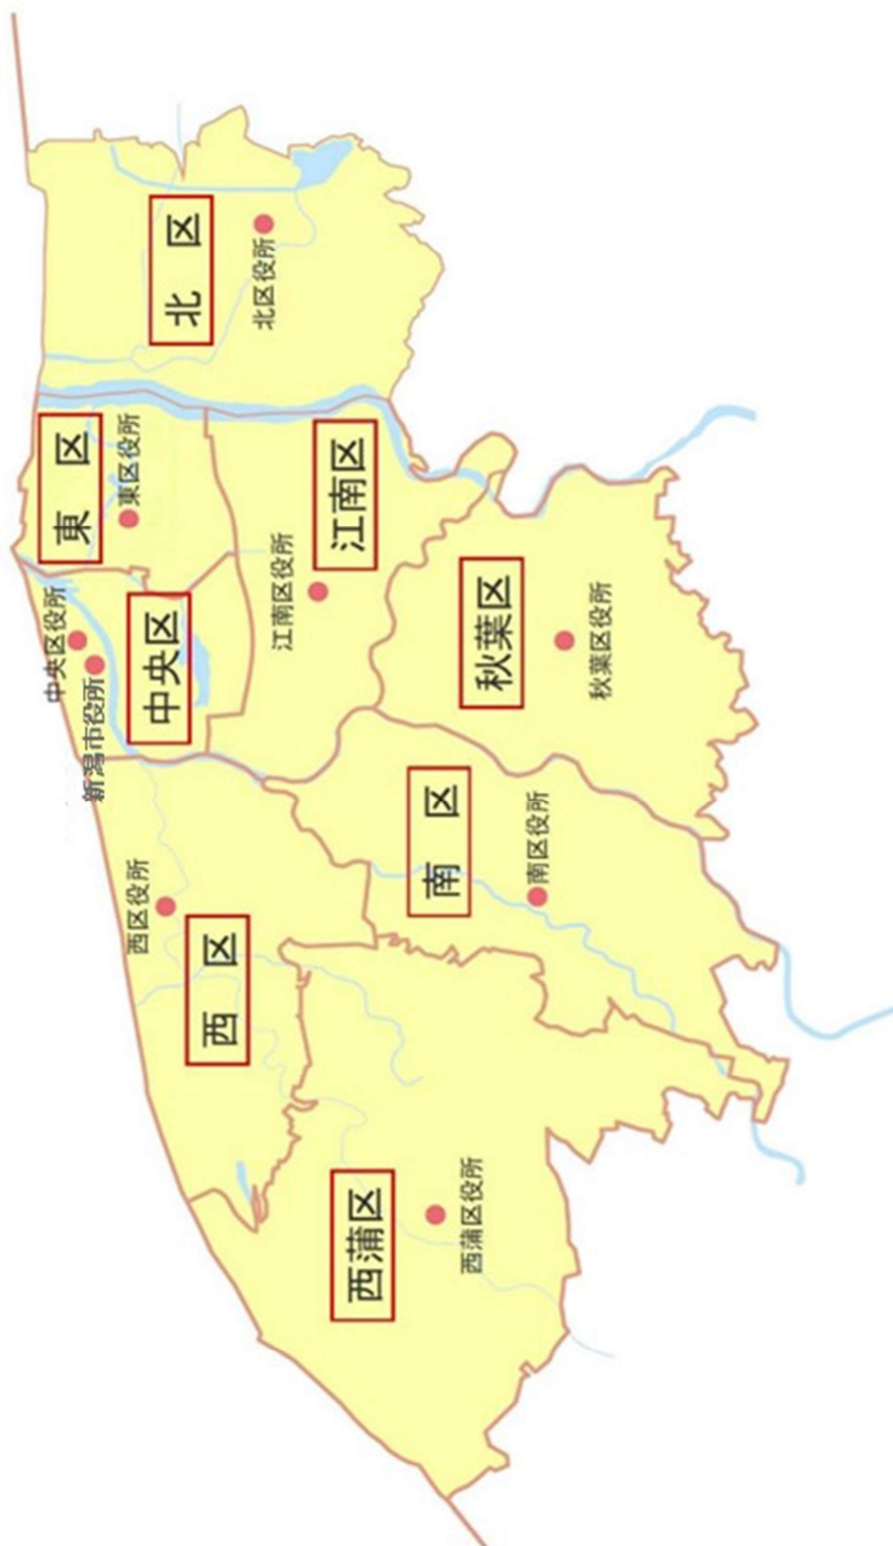 北 区
北区役所
東 区
東区役所
江南区
江南区役所
中央区役所
中央区
新潟市役所
秋葉区
秋葉区役所
南 区
南区役所
西区役所
西 区
西蒲区
西蒲区役所